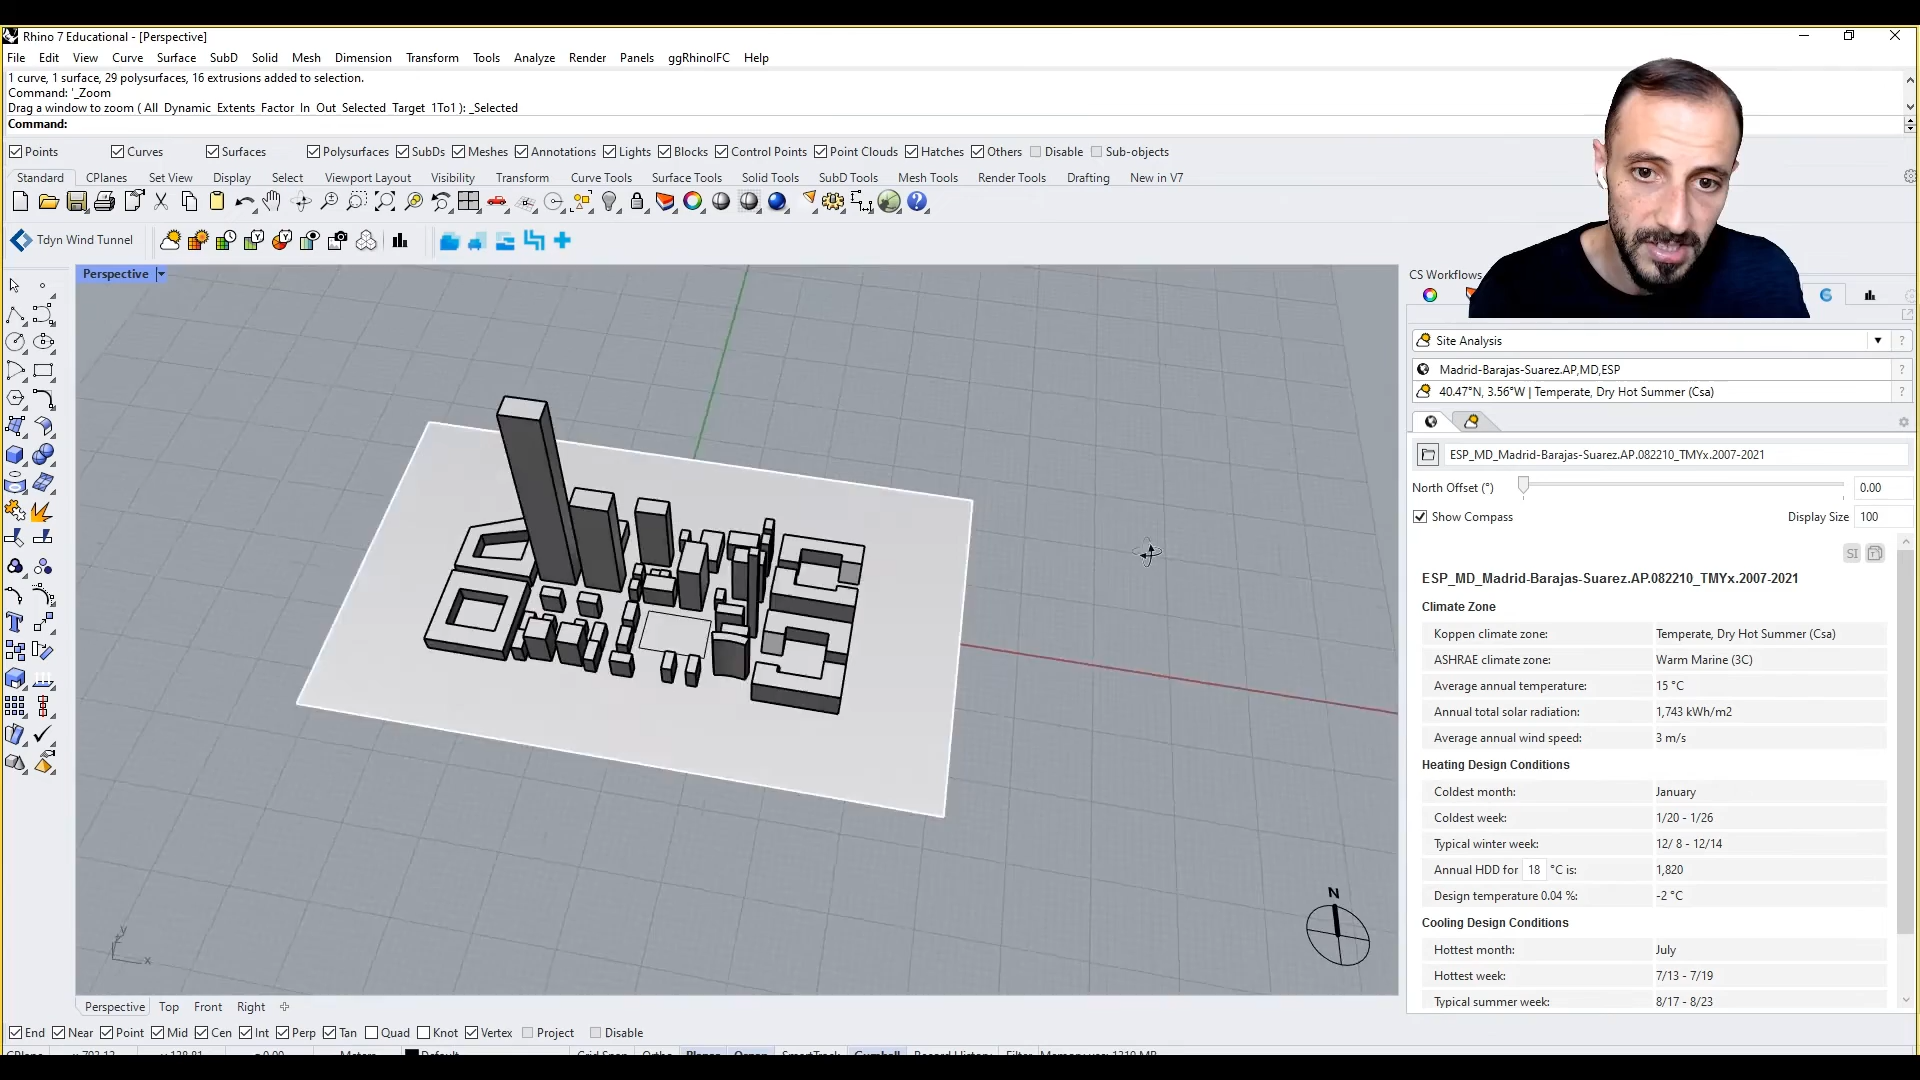 Rhino 7 Educational - [Perspective]
File Edit View Curve Surface SubD Solid Mesh Dimension Transform Tools Analyze Render Panels ggRhinoIFC Help
1 curve, 1 surface, 29 polysurfaces, 16 extrusions added to selection.
Command: '_Zoom
Drag a window to zoom ( All Dynamic Extents Factor In Out Selected Target 1To1 ): _Selected
Command:
Points Curves Surfaces Polysurfaces SubDs Meshes Annotations Lights Blocks Control Points Point Clouds Hatches Others Disable Sub-objects
Standard CPlanes Set View Display Select Viewport Layout Visibility Transform Curve Tools Surface Tools Solid Tools SubD Tools Mesh Tools Render Tools Drafting New in V7
Tdyn Wind Tunnel
Perspective
CS Workflows
Site Analysis
Madrid-Barajas-Suarez.AP,MD,ESP
40.47°N, 3.56°W | Temperate, Dry Hot Summer (Csa)
ESP_MD_Madrid-Barajas-Suarez.AP.082210_TMYx.2007-2021
North Offset (°) 0.00
Show Compass Display Size 100
SI
ESP_MD_Madrid-Barajas-Suarez.AP.082210_TMYx.2007-2021
Climate Zone
Koppen climate zone: Temperate, Dry Hot Summer (Csa)
ASHRAE climate zone: Warm Marine (3C)
Average annual temperature: 15 °C
Annual total solar radiation: 1,743 kWh/m2
Average annual wind speed: 3 m/s
Heating Design Conditions
Coldest month: January
Coldest week: 1/20 - 1/26
Typical winter week: 12/ 8 - 12/14
Annual HDD for 18 °C is: 1,820
Design temperature 0.04 %: -2 °C
Cooling Design Conditions
Hottest month: July
Hottest week: 7/13 - 7/19
Typical summer week: 8/17 - 8/23
N
y
x
Perspective Top Front Right
End Near Point Mid Cen Int Perp Tan Quad Knot Vertex Project Disable